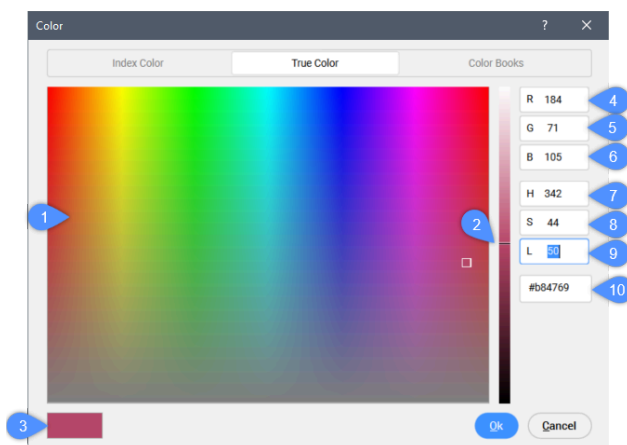 Color ? ×
Index Color True Color Color Books
R 184 4
G 71 5
B 105 6
H 342 7
1
2
S 44 8
L 50 9
#b84769 10
3
Ok Cancel